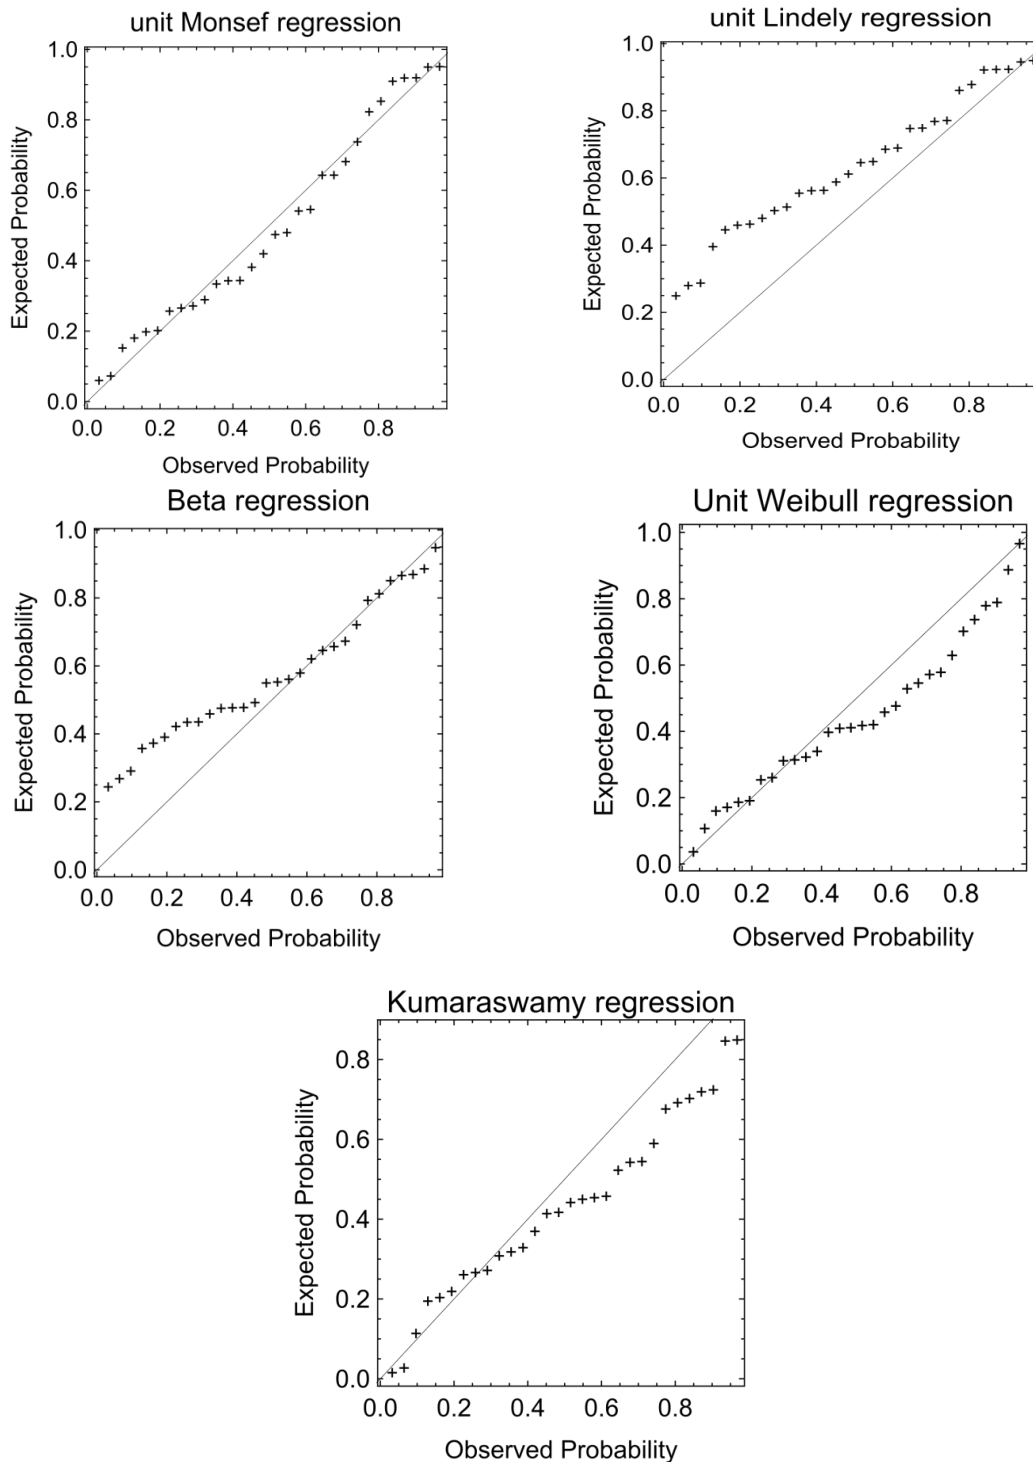 unit Monsef regression
1.0
0.8
0.6
0.4
0.2
0.0
Expected Probability
0.0 0.2 0.4 0.6 0.8
Observed Probability
unit Lindely regression
1.0
0.8
0.6
0.4
0.2
0.0
Expected Probability
0.0 0.2 0.4 0.6 0.8
Observed Probability
Beta regression
1.0
0.8
0.6
0.4
0.2
0.0
Expected Probability
0.0 0.2 0.4 0.6 0.8
Observed Probability
Unit Weibull regression
1.0
0.8
0.6
0.4
0.2
0.0
Expected Probability
0.0 0.2 0.4 0.6 0.8
Observed Probability
Kumaraswamy regression
0.8
0.6
0.4
0.2
0.0
Expected Probability
0.0 0.2 0.4 0.6 0.8
Observed Probability